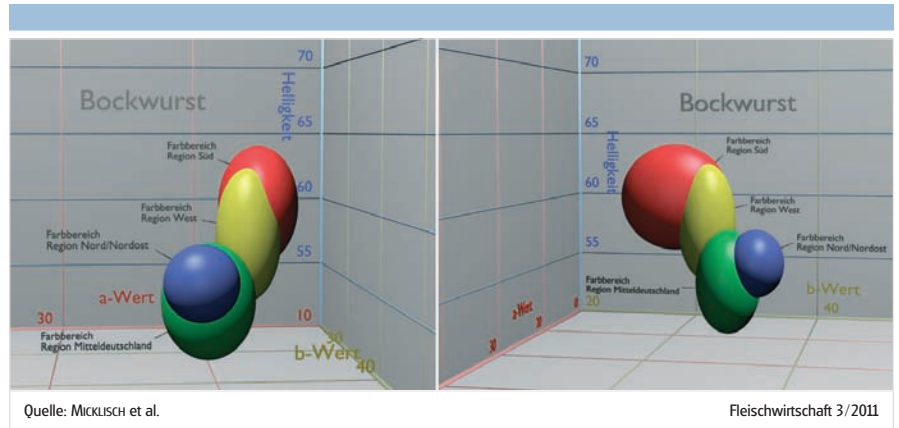 Bockwurst
Helligkeit
70
65
60
55
Farbbereich
Region Süd
Farbbereich
Region West
Farbbereich
Region Nord/Nordost
Farbbereich
Region Mitteldeutschland
a-Wert
30
10
30
b-Wert
40
Bockwurst
Helligkeit
70
65
60
55
Farbbereich
Region Süd
Farbbereich
Region West
Farbbereich
Region Nord/Nordost
Farbbereich
Region Mitteldeutschland
a-Wert
30
20
b-Wert
40
Quelle: MICKLISCH et al.
Fleischwirtschaft 3/2011